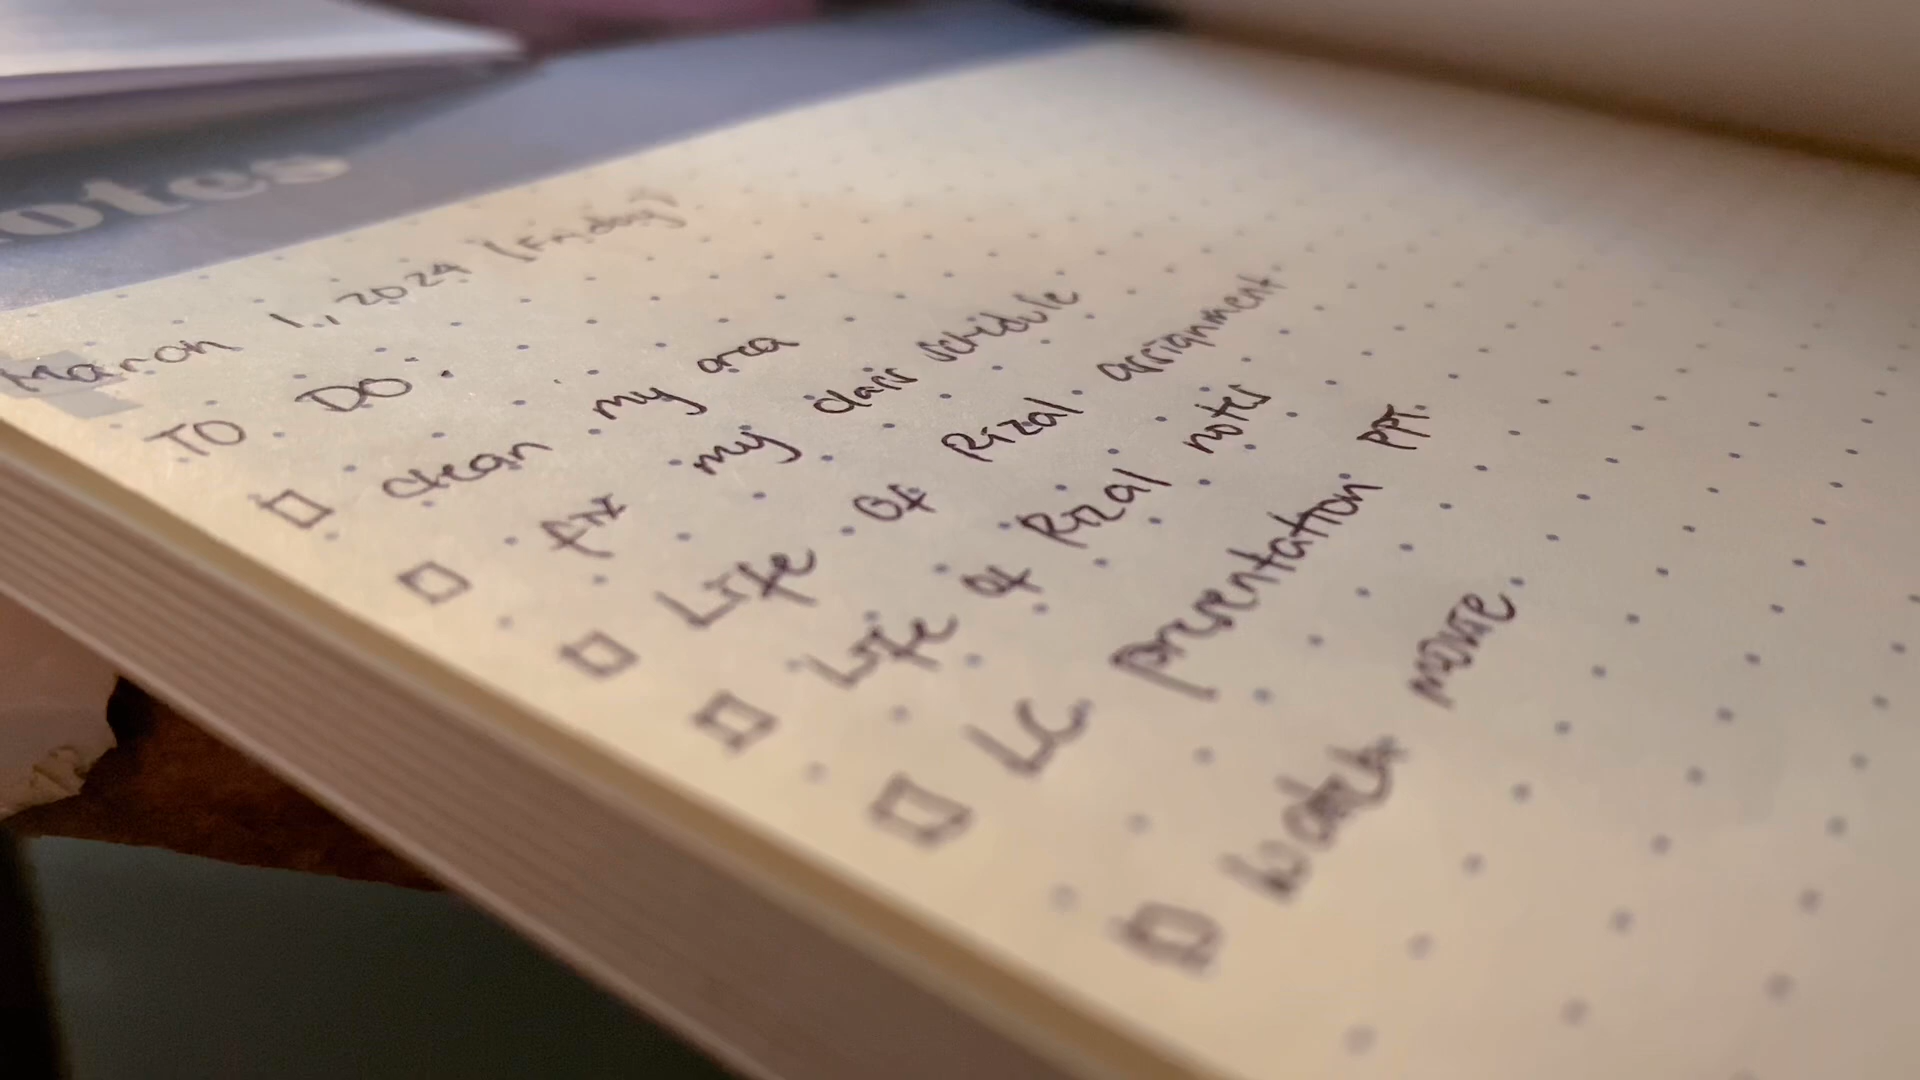 otes
March 1, 2024 (Friday)
TO DO:
clean my area
fix my class schidule
Life of Rizal assignment
Life of Rizal notes
LC presentation PPT.
watch movie.